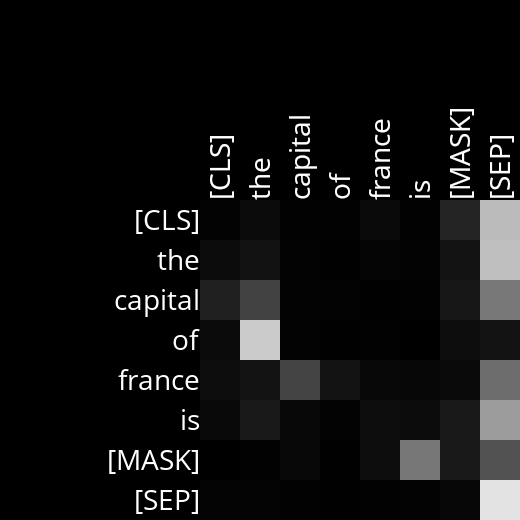 [CLS]
the
capital
of
france
is
[MASK]
[SEP]
[CLS]
the
capital
of
france
is
[MASK]
[SEP]